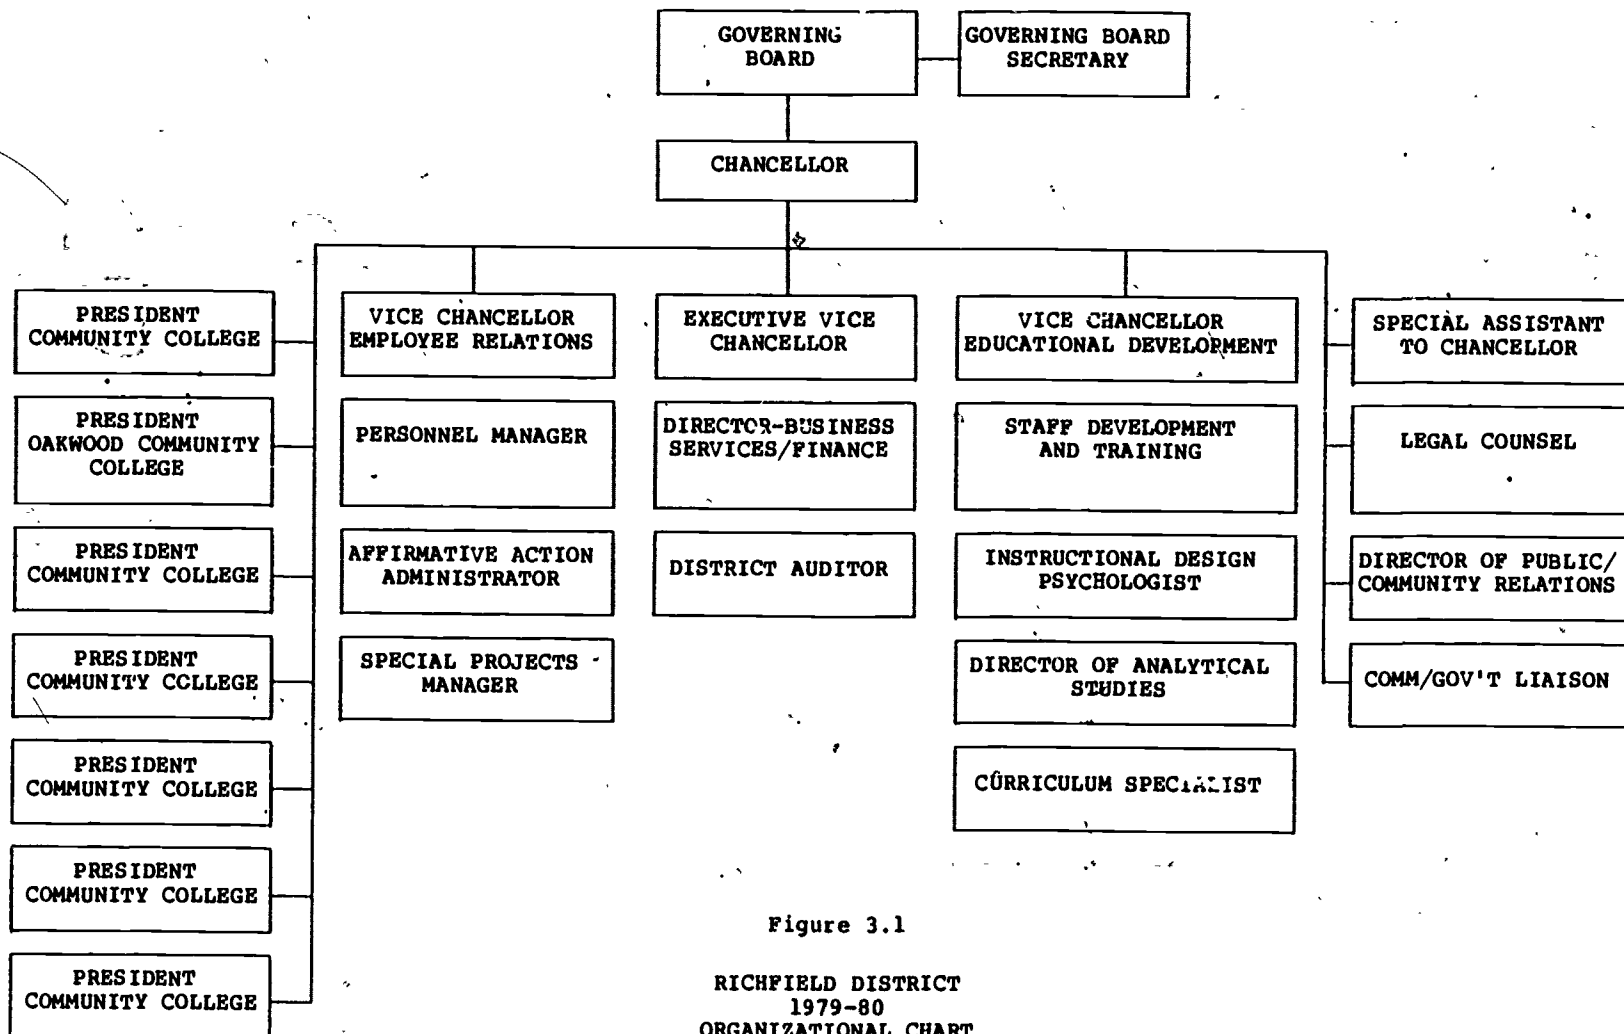 GOVERNING
BOARD
GOVERNING BOARD
SECRETARY
CHANCELLOR
PRESIDENT
COMMUNITY COLLEGE
PRESIDENT
OAKWOOD COMMUNITY
COLLEGE
PRESIDENT
COMMUNITY COLLEGE
PRESIDENT
COMMUNITY COLLEGE
PRESIDENT
COMMUNITY COLLEGE
PRESIDENT
COMMUNITY COLLEGE
PRESIDENT
COMMUNITY COLLEGE
VICE CHANCELLOR
EMPLOYEE RELATIONS
PERSONNEL MANAGER
AFFIRMATIVE ACTION
ADMINISTRATOR
SPECIAL PROJECTS
MANAGER
EXECUTIVE VICE
CHANCELLOR
DIRECTOR-BUSINESS
SERVICES/FINANCE
DISTRICT AUDITOR
VICE CHANCELLOR
EDUCATIONAL DEVELOPMENT
STAFF DEVELOPMENT
AND TRAINING
INSTRUCTIONAL DESIGN
PSYCHOLOGIST
DIRECTOR OF ANALYTICAL
STUDIES
CURRICULUM SPECIALIST
SPECIAL ASSISTANT
TO CHANCELLOR
LEGAL COUNSEL
DIRECTOR OF PUBLIC/
COMMUNITY RELATIONS
COMM/GOV'T LIAISON
Figure 3.1
RICHFIELD DISTRICT
1979-80
ORGANIZATIONAL CHART